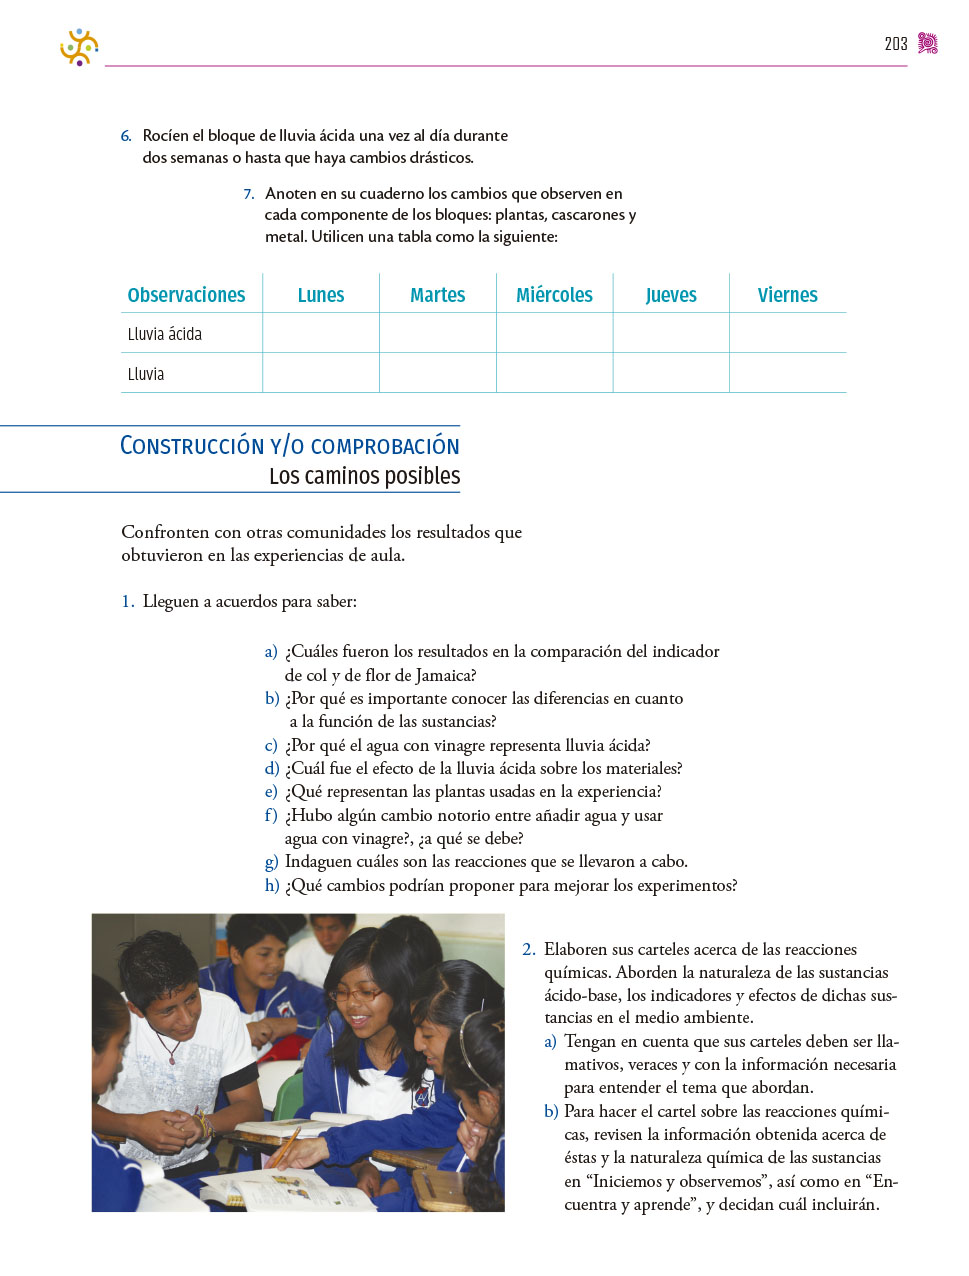 203
6. Rocíen el bloque de lluvia ácida una vez al día durante
dos semanas o hasta que haya cambios drásticos.
7. Anoten en su cuaderno los cambios que observen en
cada componente de los bloques: plantas, cascarones y
metal. Utilicen una tabla como la siguiente:
Observaciones Lunes Martes Miércoles Jueves Viernes
Lluvia ácida
Lluvia
Construcción y/o comprobación
Los caminos posibles
Confronten con otras comunidades los resultados que
obtuvieron en las experiencias de aula.
1. Lleguen a acuerdos para saber:
a) ¿Cuáles fueron los resultados en la comparación del indicador
de col y de flor de Jamaica?
b) ¿Por qué es importante conocer las diferencias en cuanto
a la función de las sustancias?
c) ¿Por qué el agua con vinagre representa lluvia ácida?
d) ¿Cuál fue el efecto de la lluvia ácida sobre los materiales?
e) ¿Qué representan las plantas usadas en la experiencia?
f) ¿Hubo algún cambio notorio entre añadir agua y usar
agua con vinagre?, ¿a qué se debe?
g) Indaguen cuáles son las reacciones que se llevaron a cabo.
h) ¿Qué cambios podrían proponer para mejorar los experimentos?
2. Elaboren sus carteles acerca de las reacciones
químicas. Aborden la naturaleza de las sustancias
ácido-base, los indicadores y efectos de dichas sus-
tancias en el medio ambiente.
a) Tengan en cuenta que sus carteles deben ser lla-
mativos, veraces y con la información necesaria
para entender el tema que abordan.
b) Para hacer el cartel sobre las reacciones quími-
cas, revisen la información obtenida acerca de
éstas y la naturaleza química de las sustancias
en “Iniciemos y observemos”, así como en “En-
cuentra y aprende”, y decidan cuál incluirán.